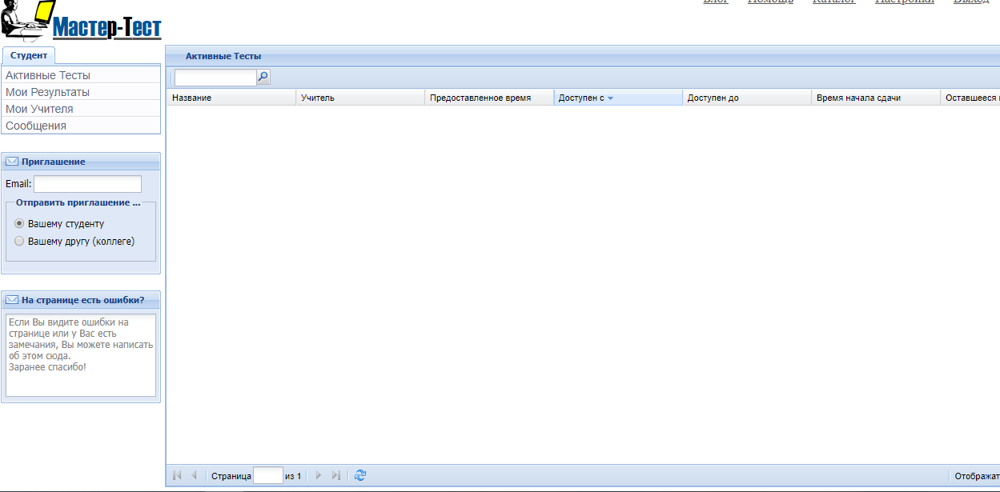 Блог Помощь Каталог Настройки Выход
Мастер-Тест
Студент
Активные Тесты
Мои Результаты
Мои Учителя
Сообщения
Приглашение
Email:
Отправить приглашение ...
Вашему студенту
Вашему другу (коллеге)
На странице есть ошибки?
Если Вы видите ошибки на
странице или у Вас есть
замечания, Вы можете написать
об этом сюда.
Заранее спасибо!
Активные Тесты
Название Учитель Предоставленное время Доступен с Доступен до Время начала сдачи Оставшееся
Страница из 1
Отображат